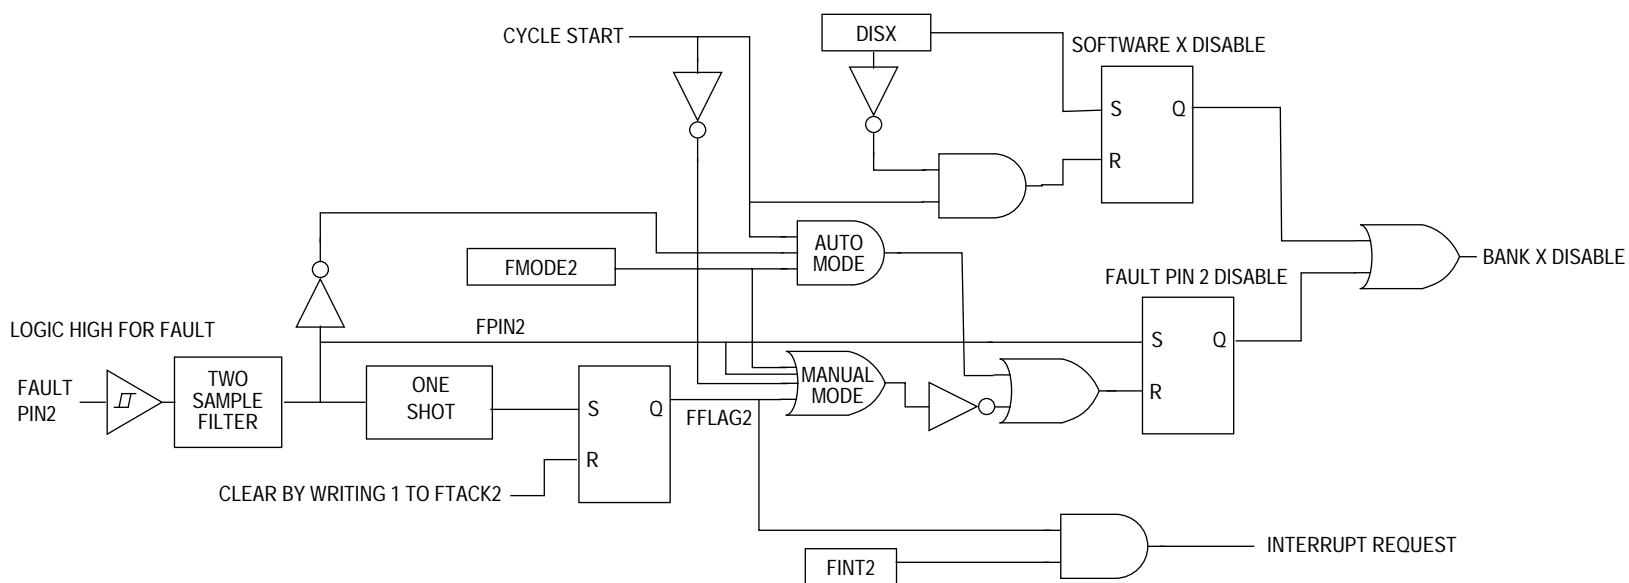 CYCLE START
DISX
SOFTWARE X DISABLE
S
Q
R
AUTO
MODE
FMODE2
BANK X DISABLE
FAULT PIN 2 DISABLE
LOGIC HIGH FOR FAULT
FPIN2
S
Q
R
FAULT
PIN2
TWO
SAMPLE
FILTER
ONE
SHOT
S
Q
R
FFLAG2
MANUAL
MODE
CLEAR BY WRITING 1 TO FTACK2
FINT2
INTERRUPT REQUEST